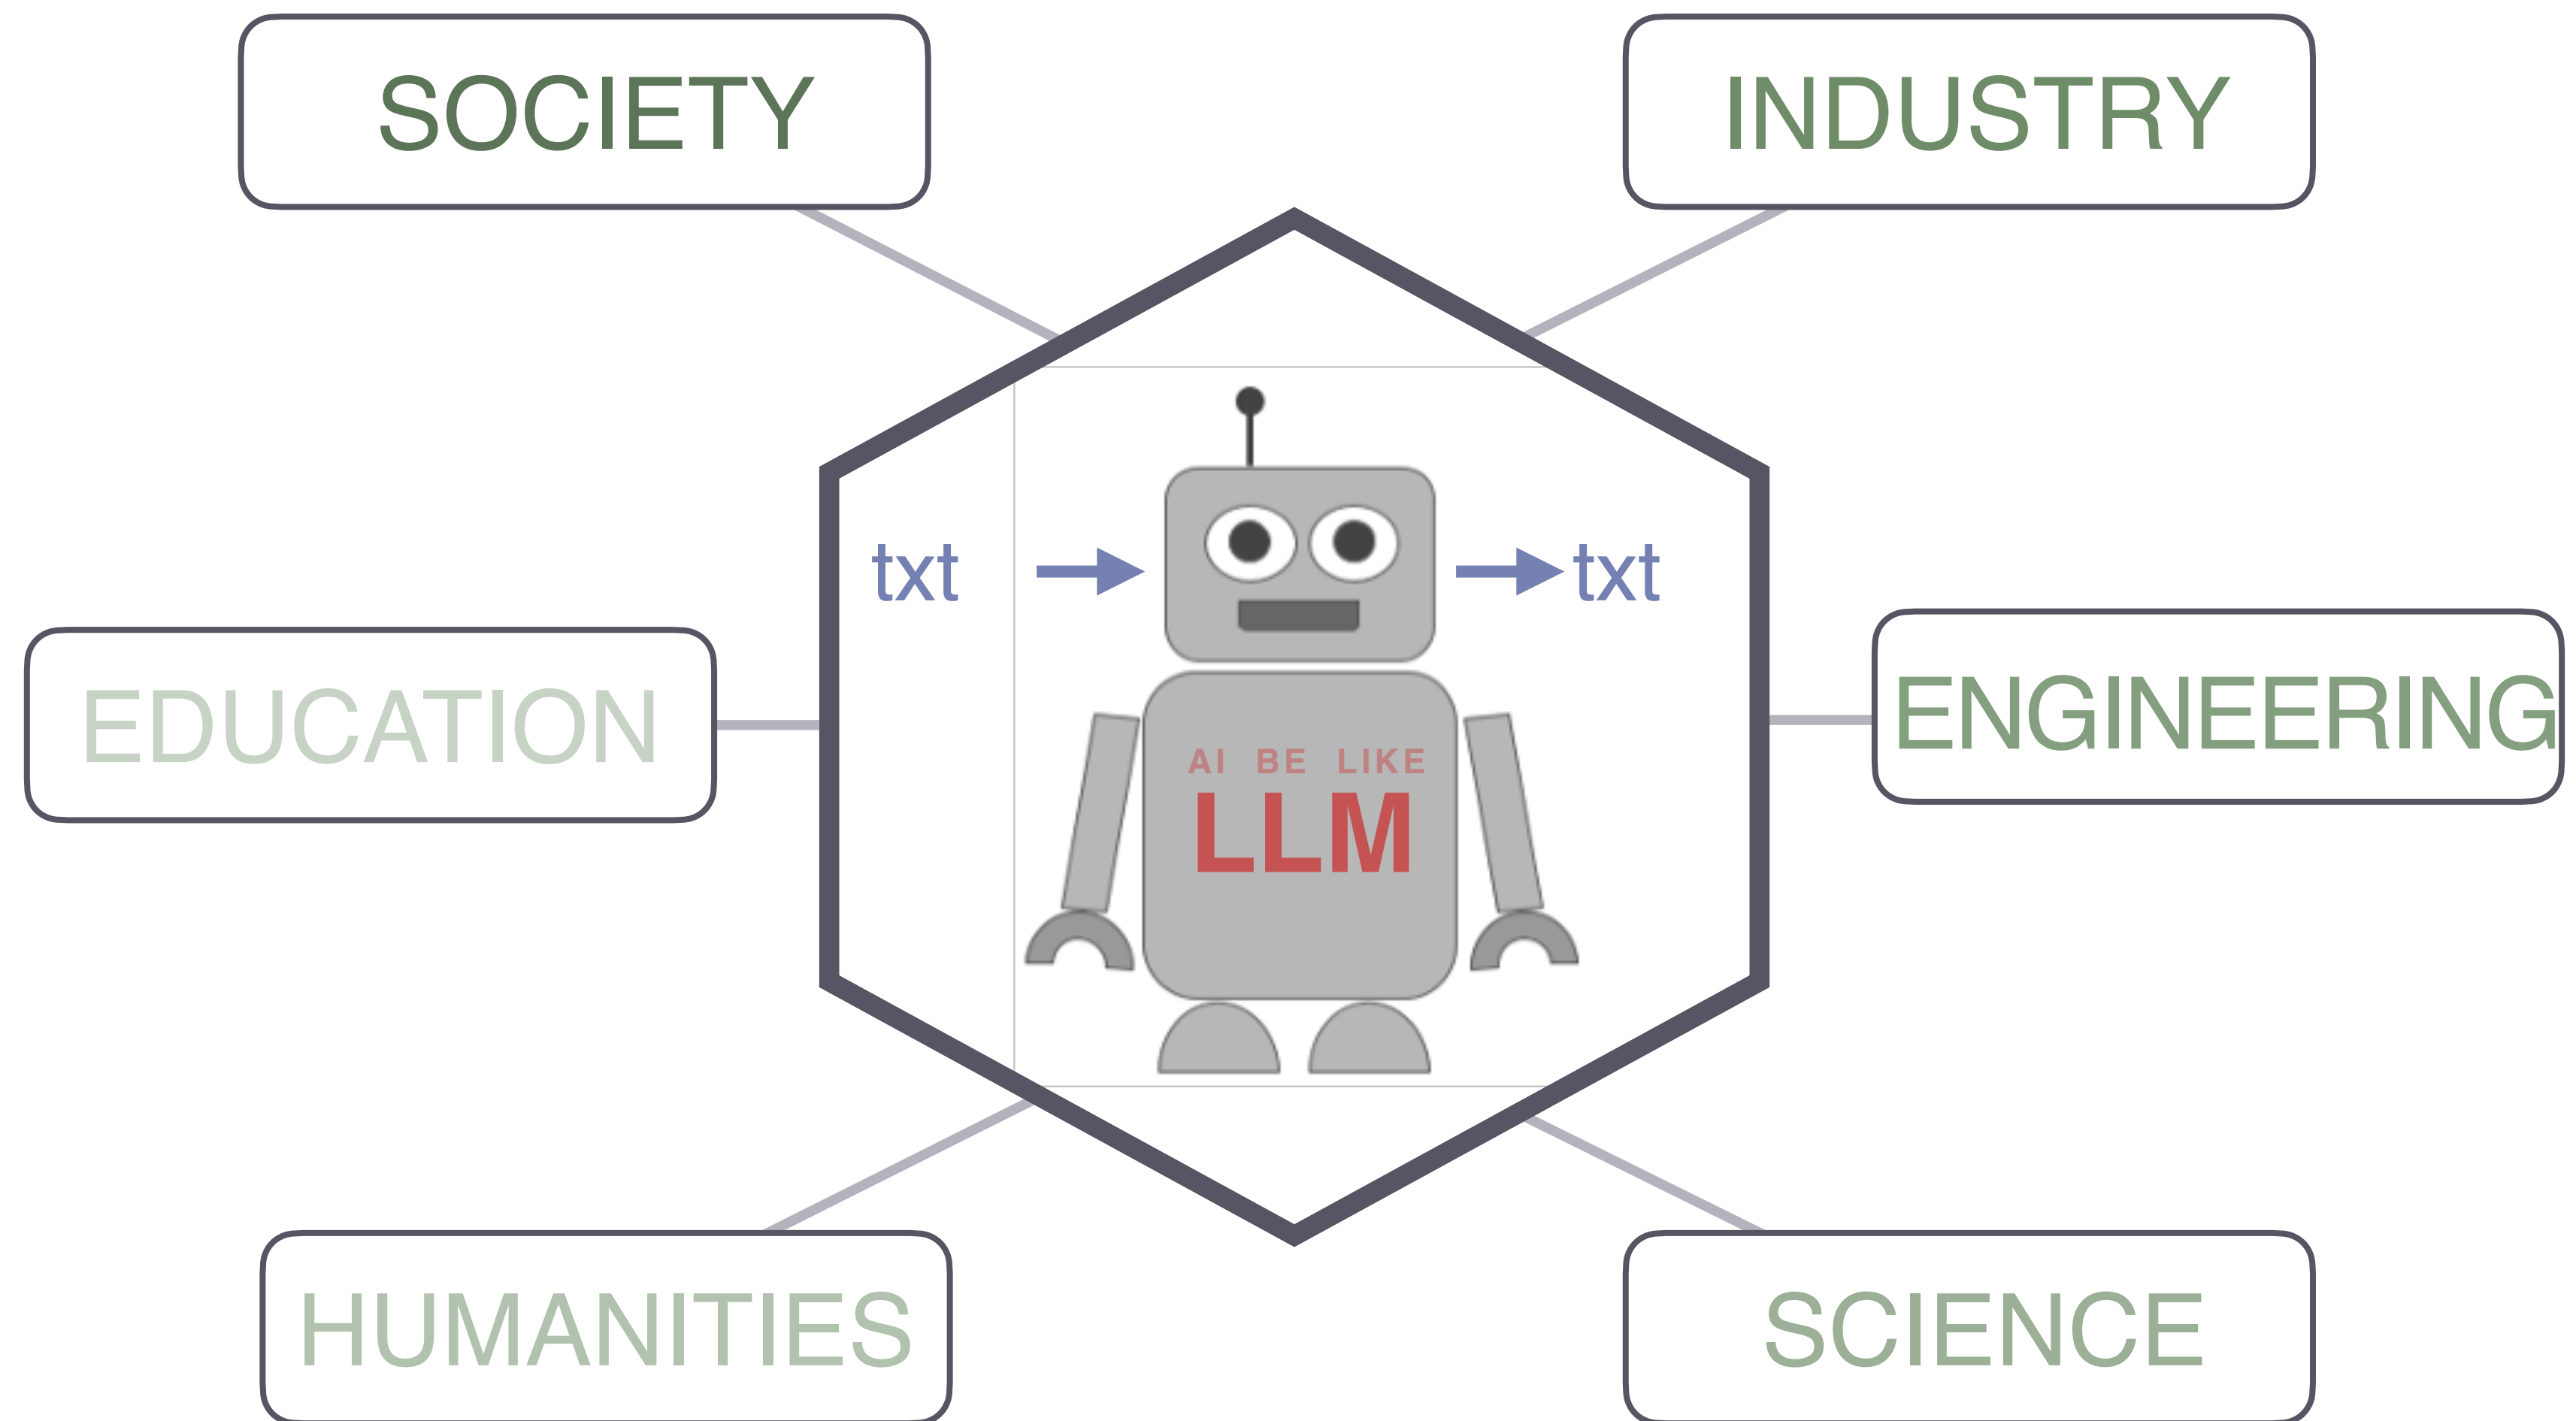 SOCIETY
INDUSTRY
txt
txt
EDUCATION
ENGINEERING
AI BE LIKE
LLM
HUMANITIES
SCIENCE